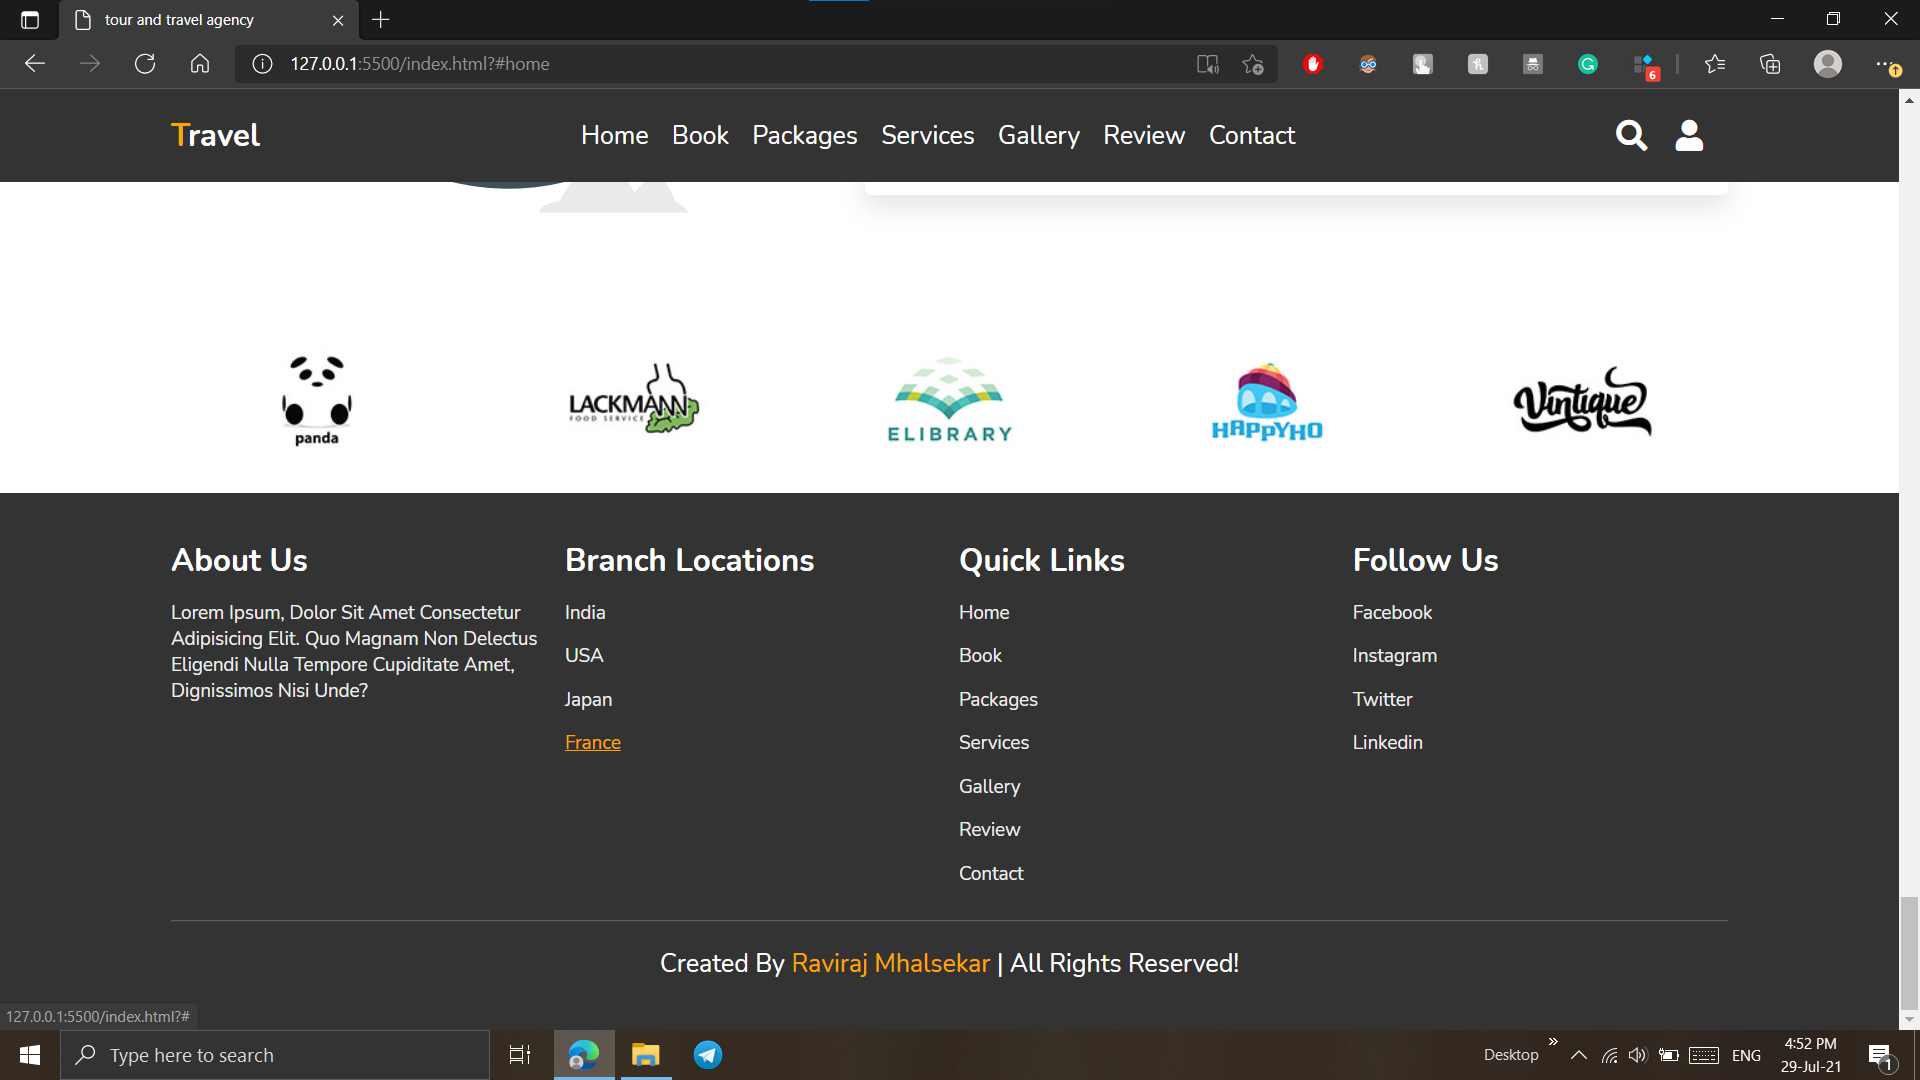 tour and travel agency
127.0.0.1:5500/index.html?#home
6
Travel
Home Book Packages Services Gallery Review Contact
panda
LACKMANN
FOOD SERVICE
ELIBRARY
HAPPYHO
Vintique
About Us
Lorem Ipsum, Dolor Sit Amet Consectetur
Adipisicing Elit. Quo Magnam Non Delectus
Eligendi Nulla Tempore Cupiditate Amet,
Dignissimos Nisi Unde?
Branch Locations
India
USA
Japan
France
Quick Links
Home
Book
Packages
Services
Gallery
Review
Contact
Follow Us
Facebook
Instagram
Twitter
Linkedin
Created By Raviraj Mhalsekar | All Rights Reserved!
127.0.0.1:5500/index.html?#
Type here to search
Desktop
ENG
4:52 PM
29-Jul-21
1